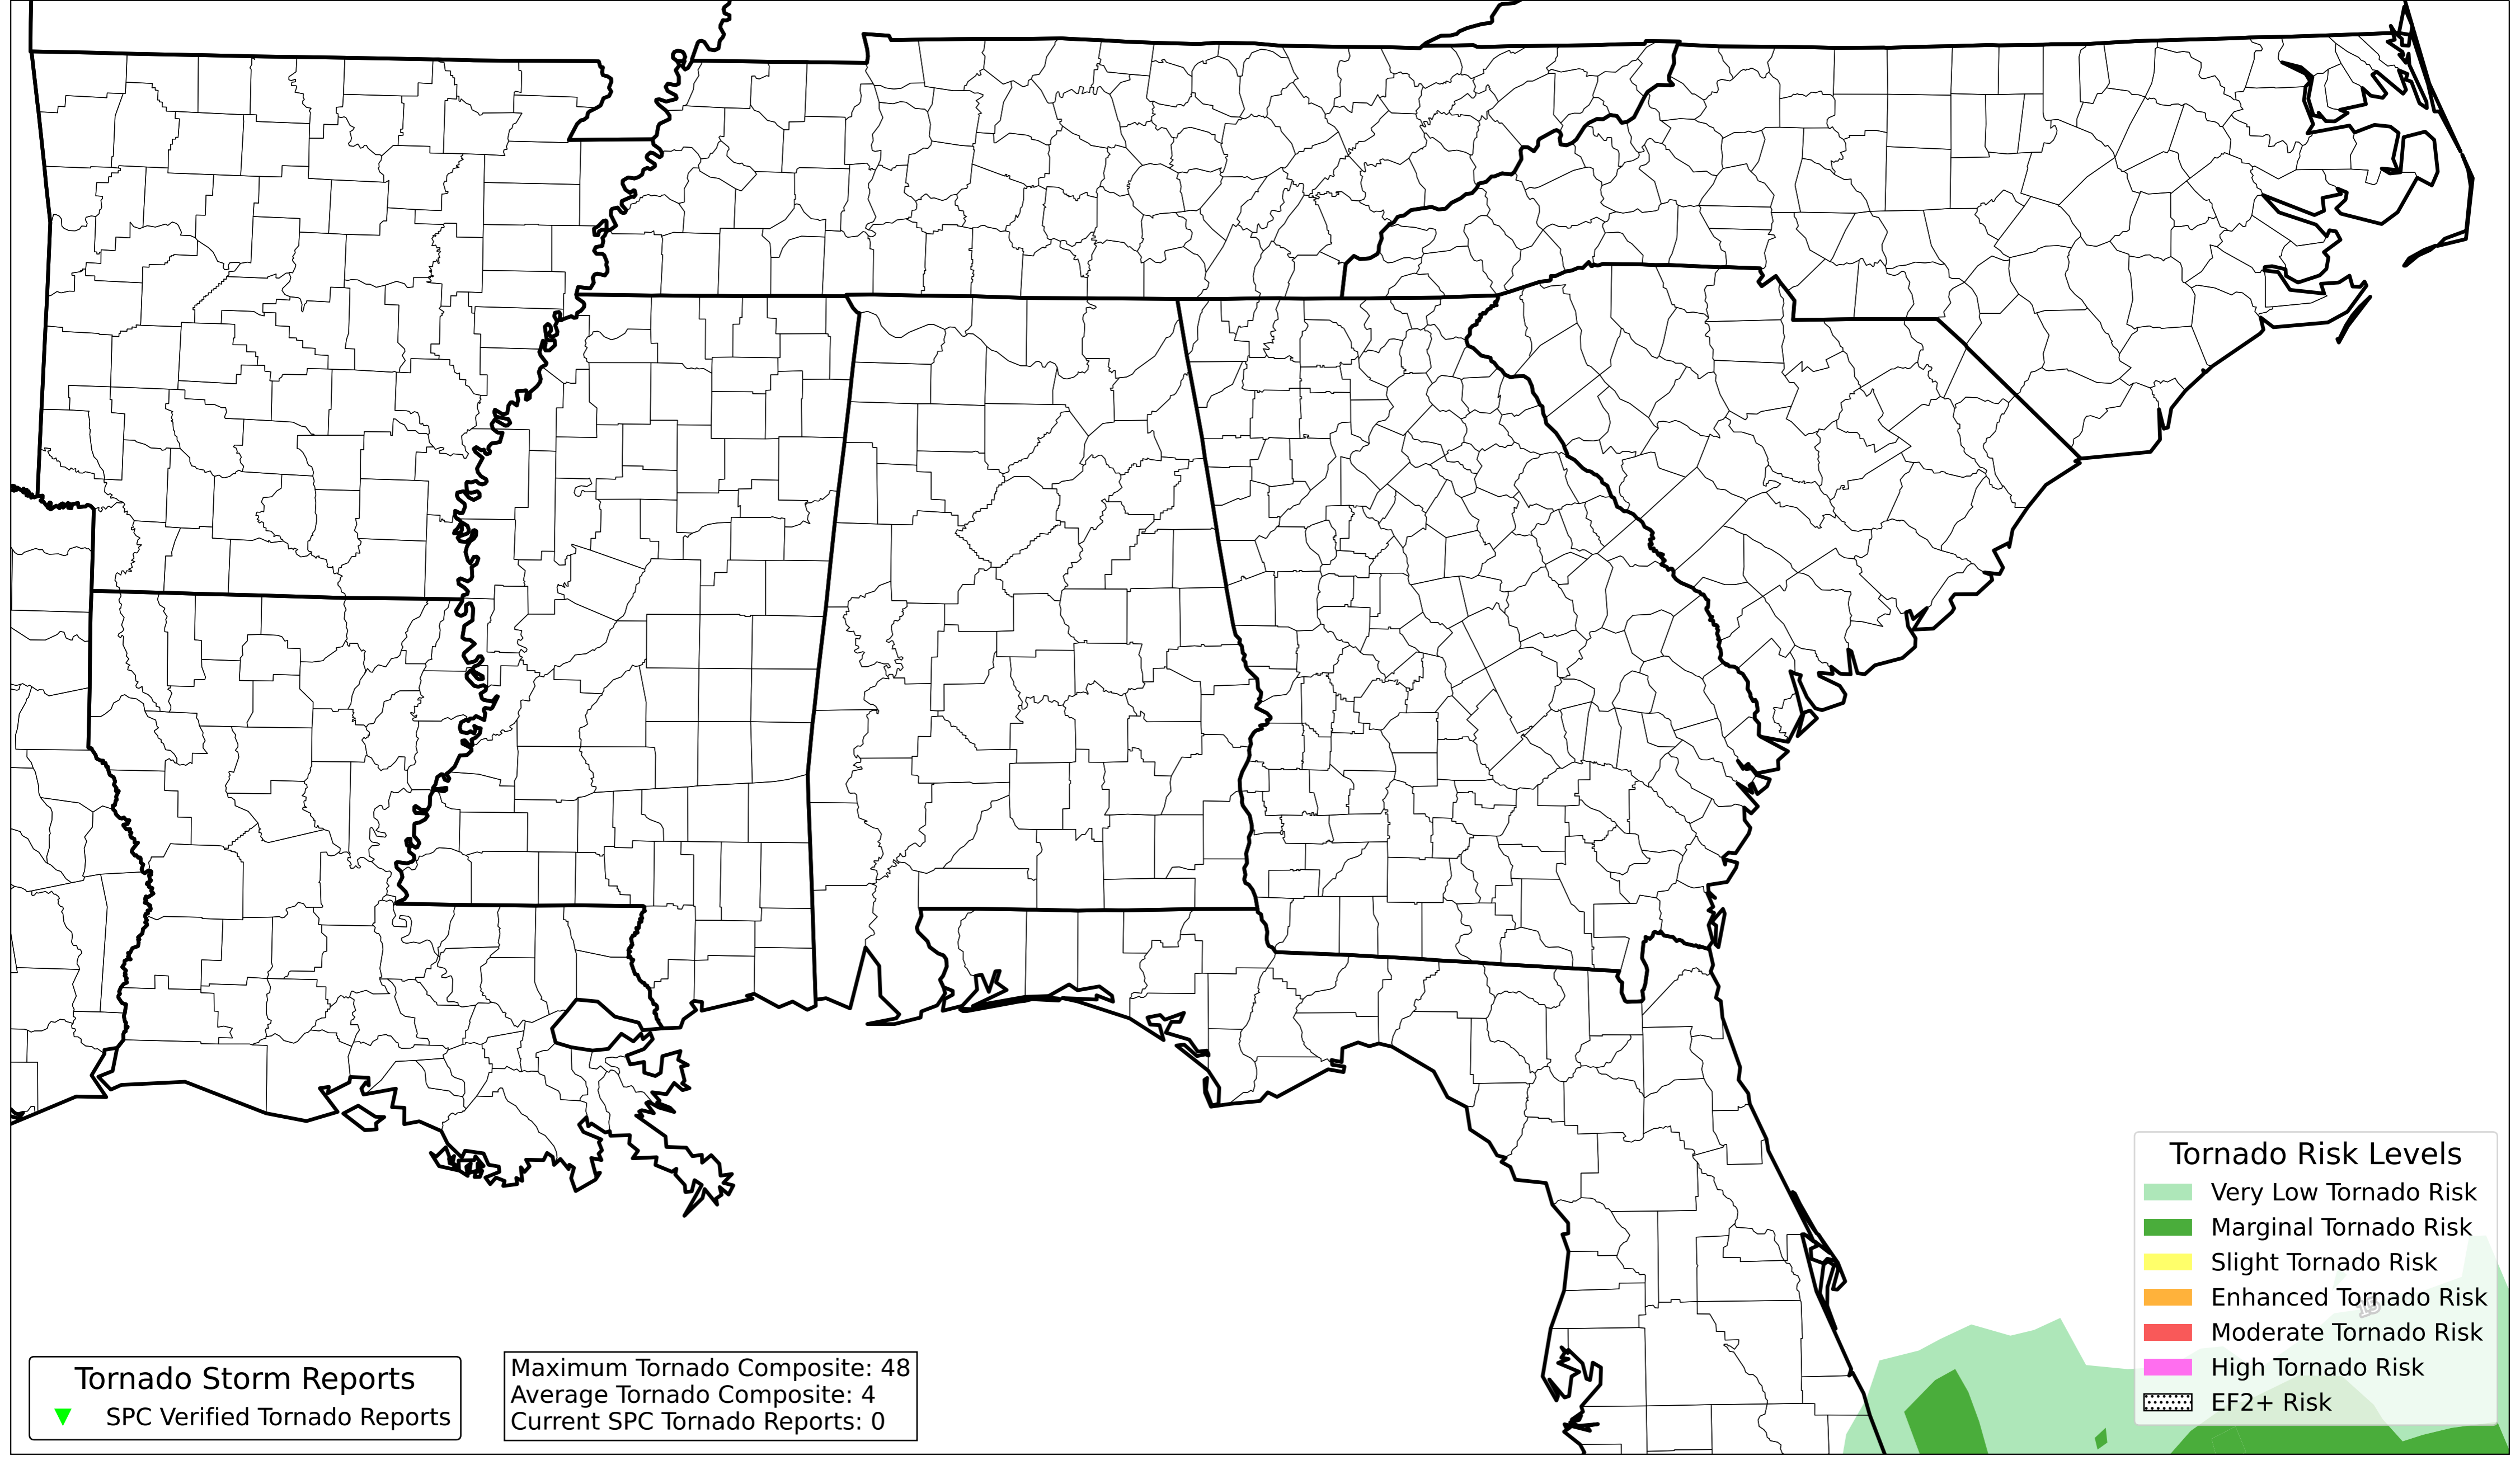 Tornado Risk Levels
Very Low Tornado Risk
Marginal Tornado Risk
Slight Tornado Risk
Enhanced Tornado Risk
Moderate Tornado Risk
High Tornado Risk
EF2+ Risk
Tornado Storm Reports
SPC Verified Tornado Reports
Maximum Tornado Composite: 48
Average Tornado Composite: 4
Current SPC Tornado Reports: 0